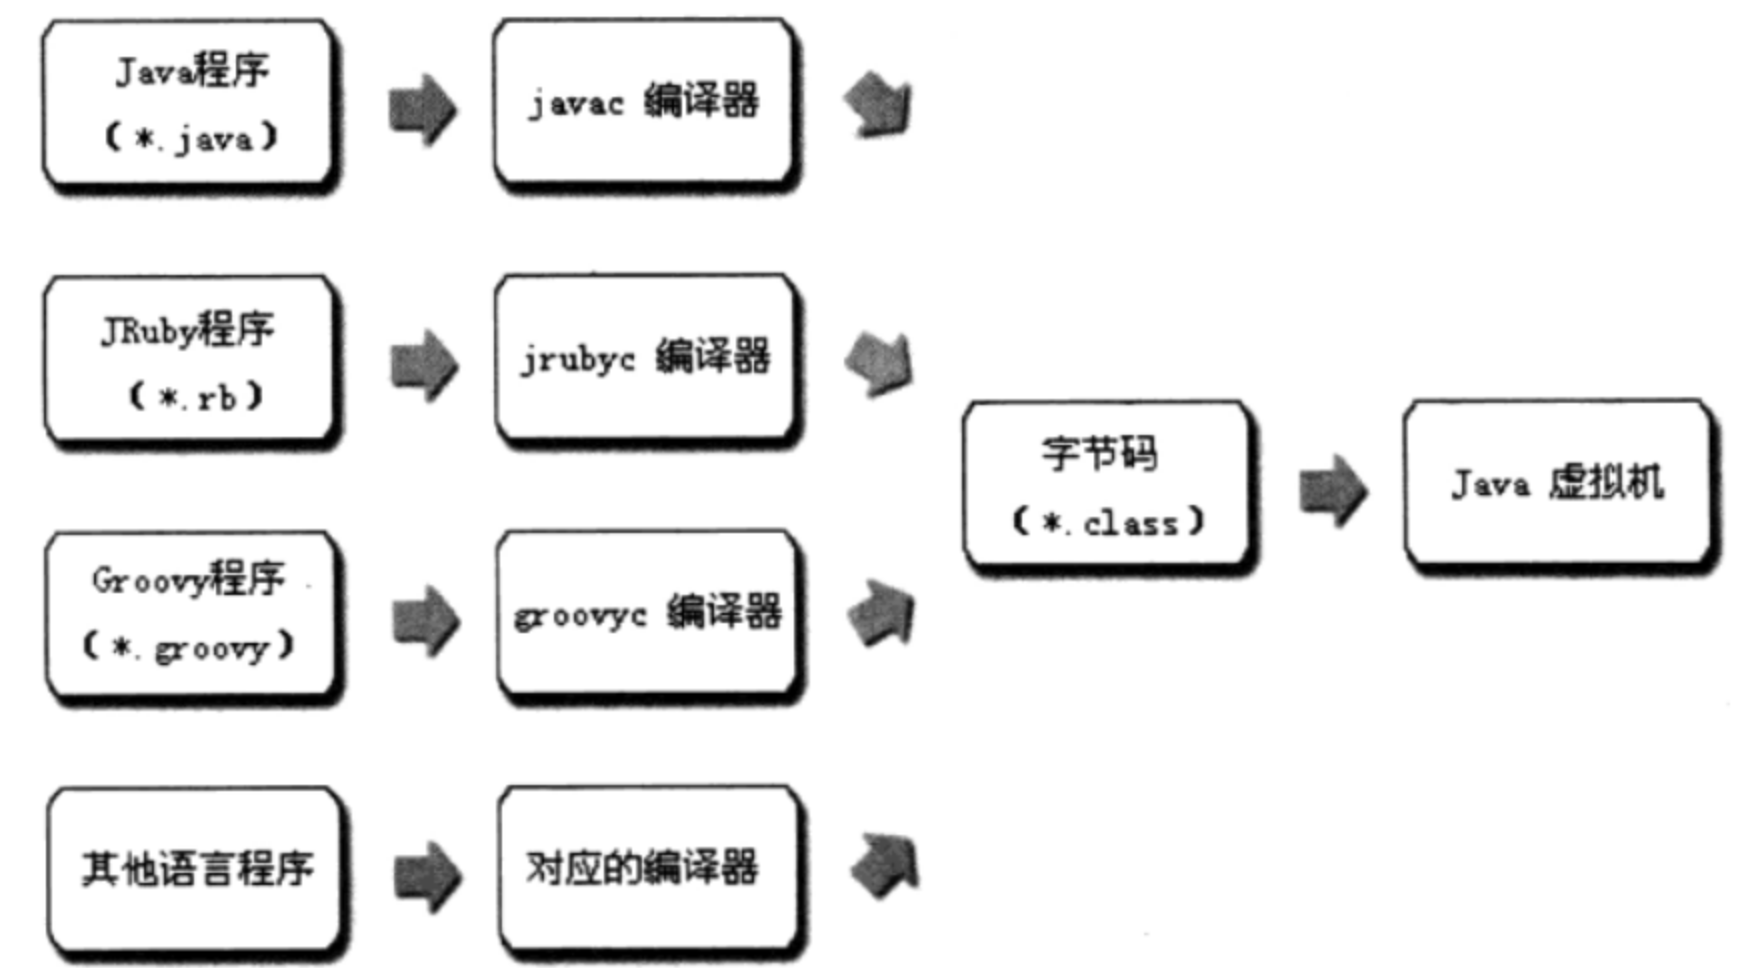 Java程序
(*.java)
javac 编译器
JRuby程序
(*.rb)
jrubyc 编译器
Groovy程序
(*.groovy)
groovyc 编译器
其他语言程序
对应的编译器
字节码
(*.class)
Java 虚拟机